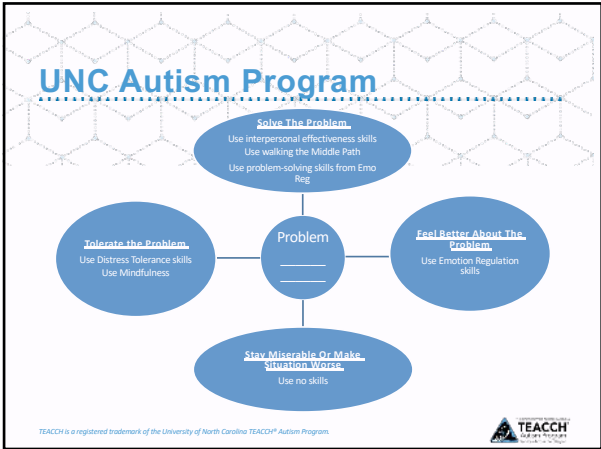 UNC Autism Program
Solve The Problem
Use interpersonal effectiveness skills
Use walking the Middle Path
Use problem-solving skills from Emo
Reg
Tolerate the Problem
Use Distress Tolerance skills
Use Mindfulness
Problem
Feel Better About The
Problem
Use Emotion Regulation
skills
Stay Miserable Or Make
Situation Worse
Use no skills
TEACCH is a registered trademark of the University of North Carolina TEACCH® Autism Program.
TEACCH
Autism Program